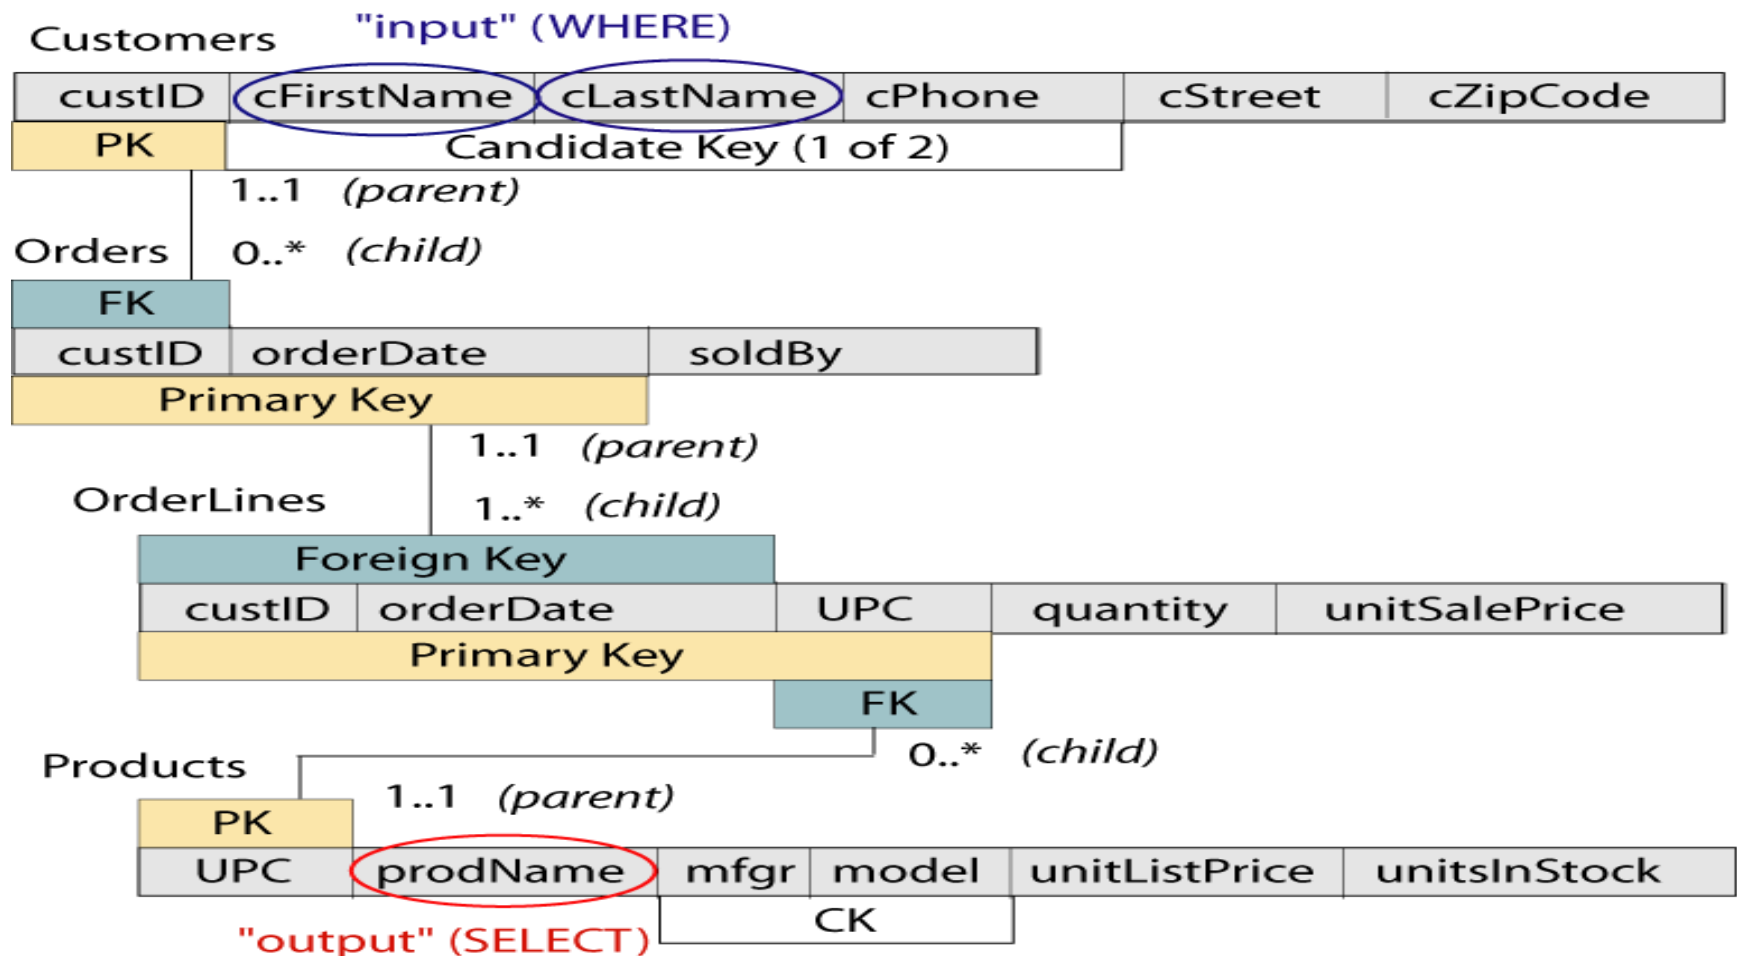 "input" (WHERE)
Customers
custID cFirstName cLastName cPhone cStreet cZipCode
PK Candidate Key (1 of 2)
1..1 (parent)
Orders 0..* (child)
FK
custID orderDate soldBy
Primary Key
1..1 (parent)
OrderLines 1..* (child)
Foreign Key
custID orderDate UPC quantity unitSalePrice
Primary Key
FK
Products 0..* (child)
1..1 (parent)
PK
UPC prodName mfgr model unitListPrice unitsInStock
CK
"output" (SELECT)